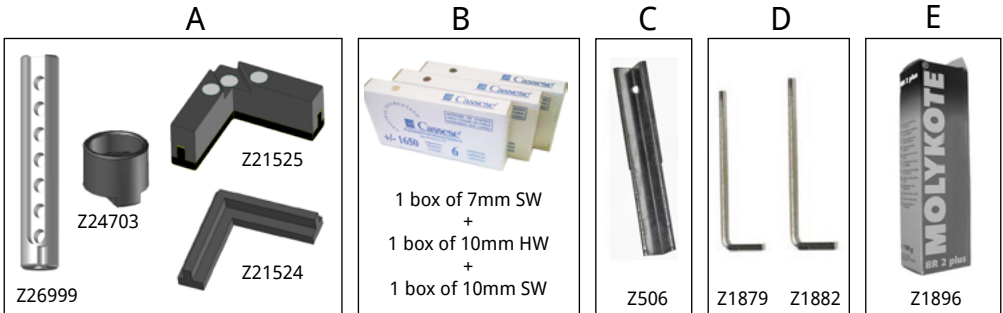 A
B
C
D
E
Z26999
Z24703
Z21525
Z21524
Cassese
Cassese
Cassese
+/- 1650
6
1 box of 7mm SW
+
1 box of 10mm HW
+
1 box of 10mm SW
Z506
Z1879
Z1882
MOLYKOTE
BR 2 plus
Z1896